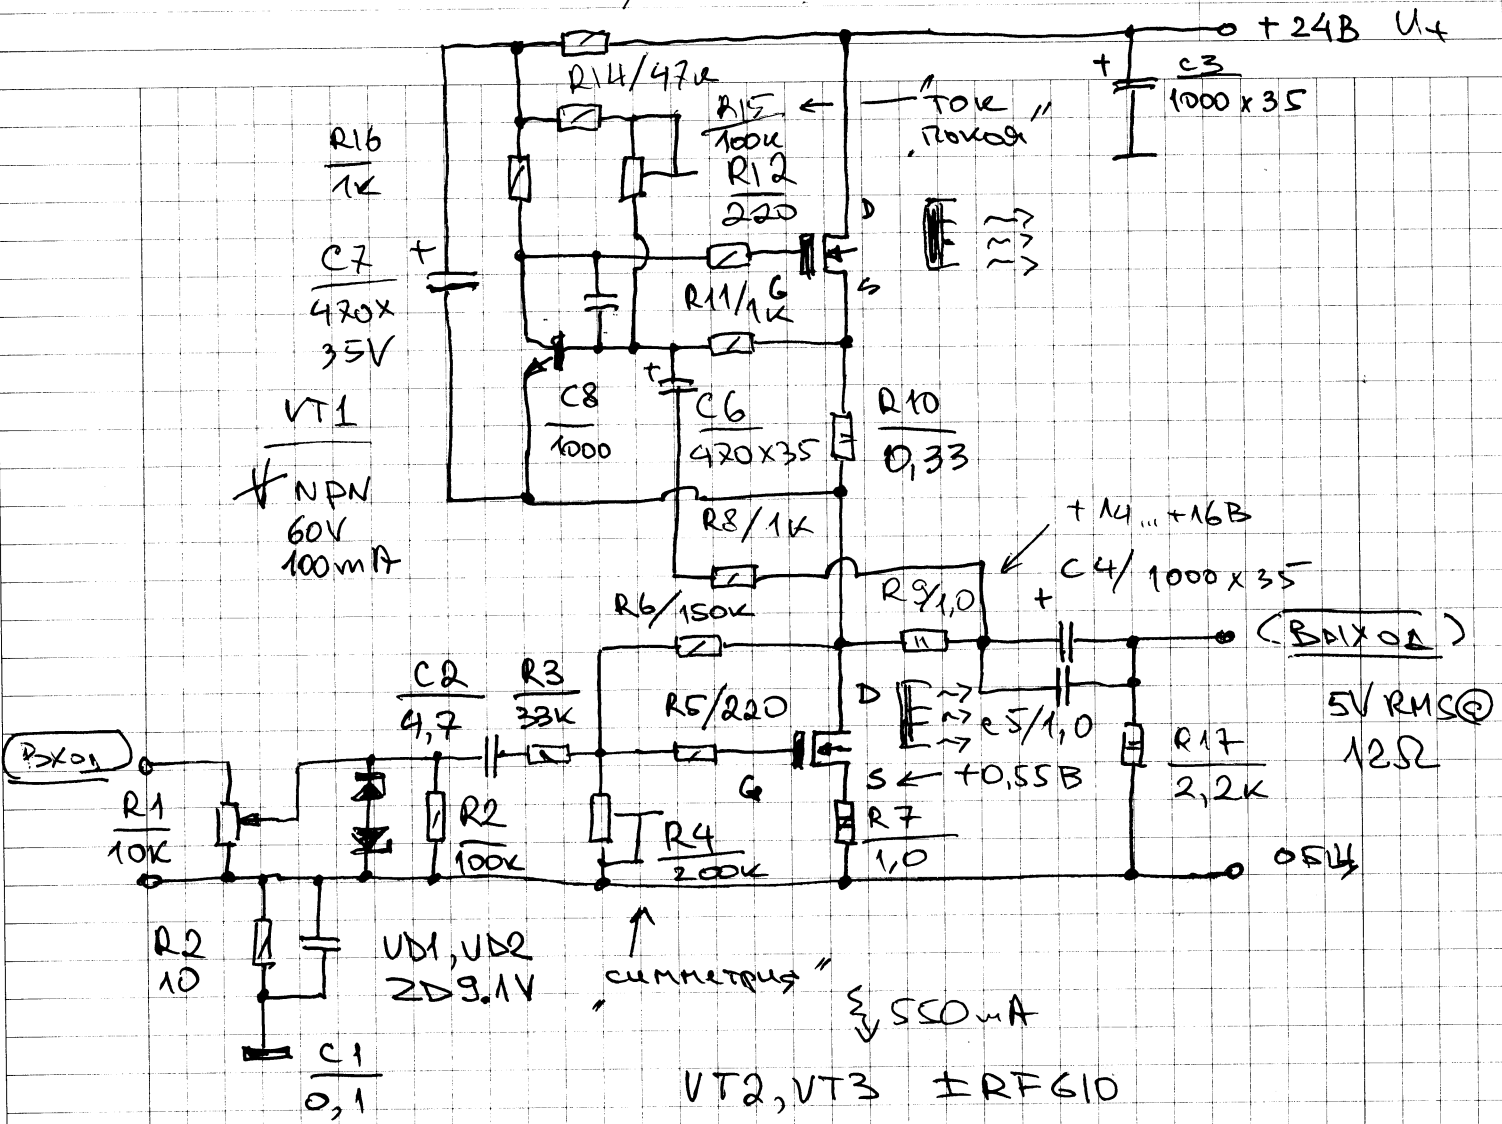 +24В U+
R14/47к
C3
1000x35
R15
100к
← "ток
покоя"
R16
1к
R12
220
D
C7
470x
35V
+
R11/1к
G
S
+
C8
1000
C6
470x35
R10
0,33
VT1
NPN
60V
100mA
R8/1к
+14...+16В
C4/1000x35
R9/1,0
+
R6/150к
(Выход)
C2
4,7
R3
33к
R5/220
D
C5/1,0
5V RMS@
12Ω
Вход
G
S ← +0,55В
R17
2,2к
R1
10к
R2
100к
R4
200к
R7
1,0
общ
R2
10
VD1, VD2
ZD9.1V
"симметрия"
550mA
C1
0,1
VT2, VT3 IRF610